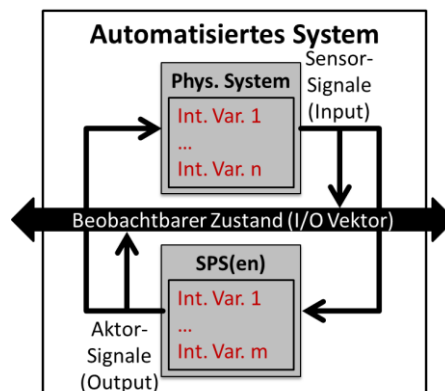 Automatisiertes System
Phys. System
Int. Var. 1
...
Int. Var. n
Sensor-
Signale
(Input)
Beobachtbarer Zustand (I/O Vektor)
SPS(en)
Int. Var. 1
...
Int. Var. m
Aktor-
Signale
(Output)